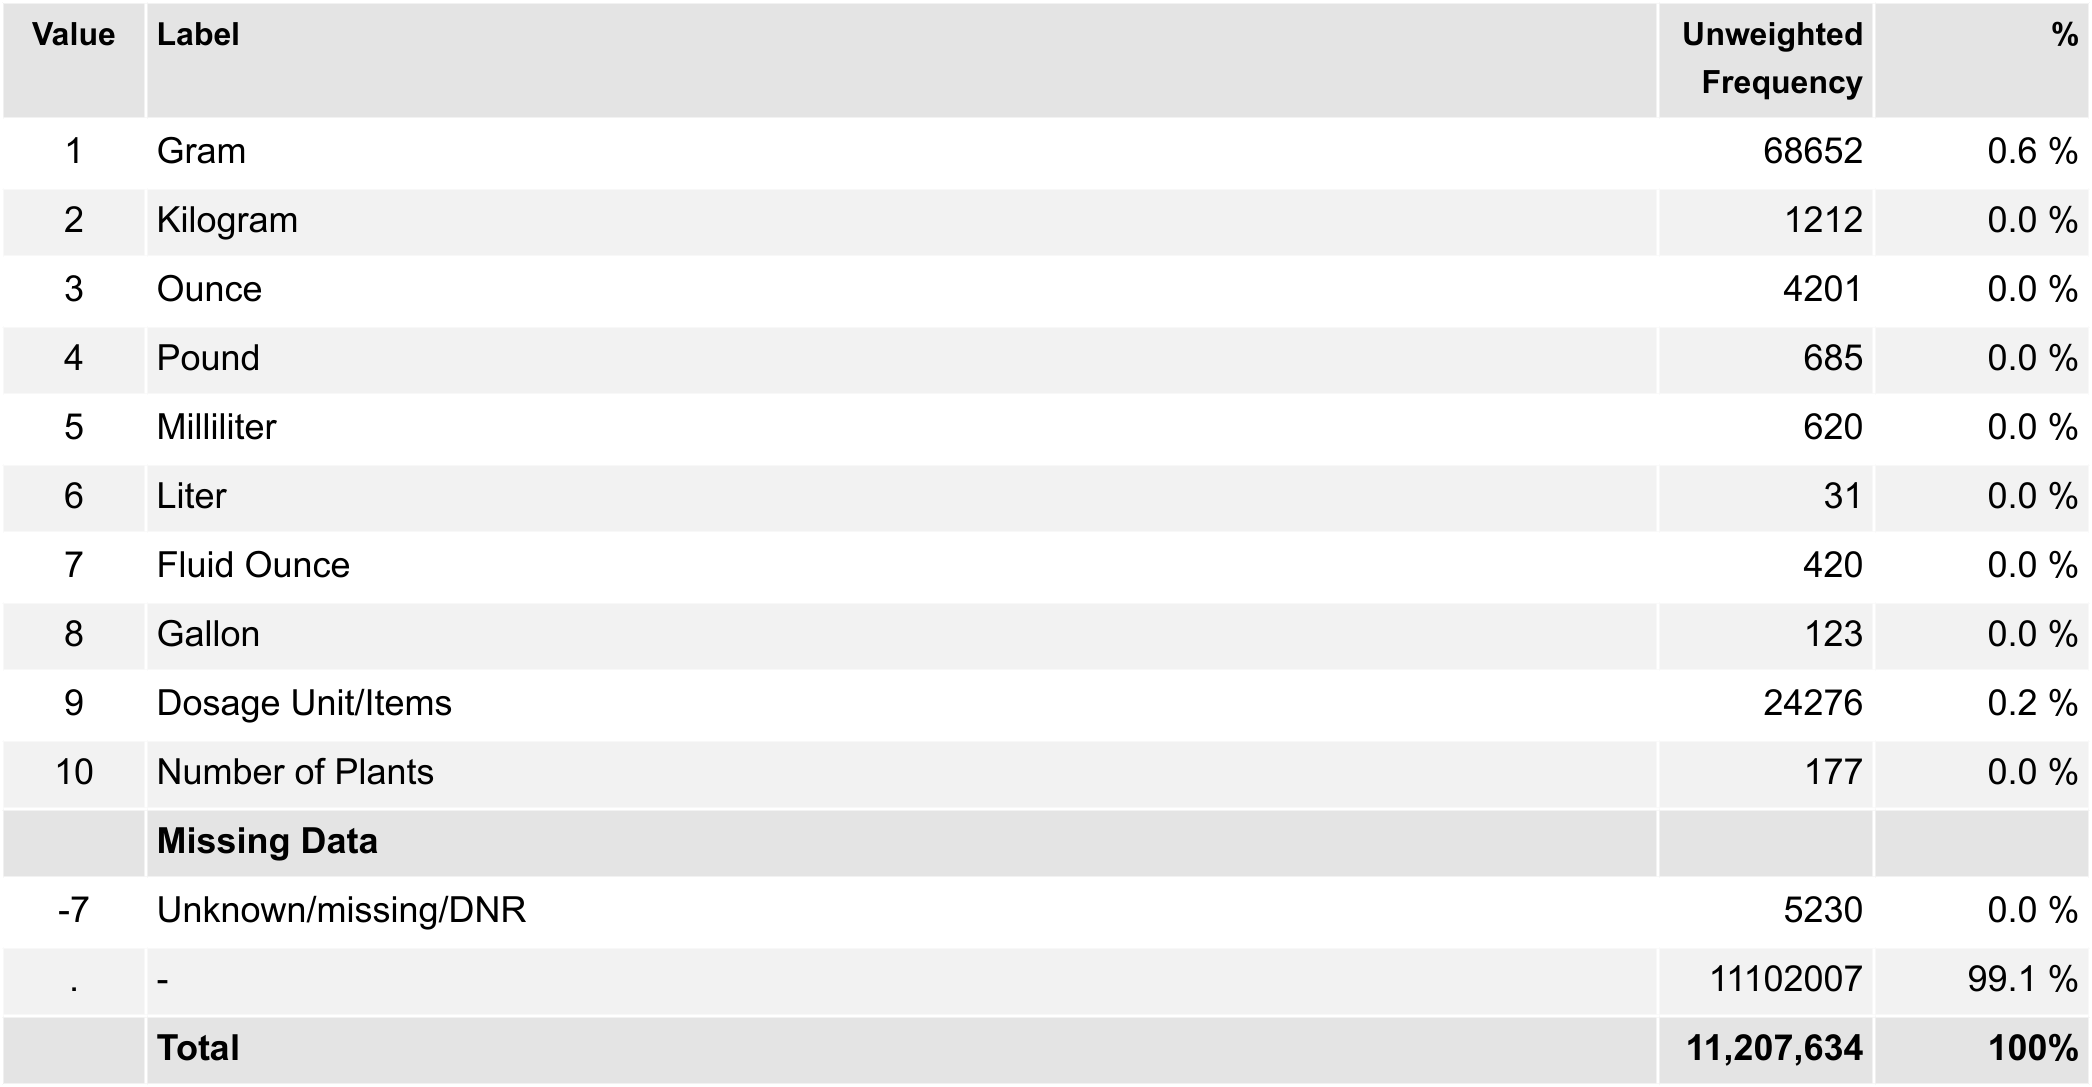 Value Label Unweighted Frequency %
1 Gram 68652 0.6 %
2 Kilogram 1212 0.0 %
3 Ounce 4201 0.0 %
4 Pound 685 0.0 %
5 Milliliter 620 0.0 %
6 Liter 31 0.0 %
7 Fluid Ounce 420 0.0 %
8 Gallon 123 0.0 %
9 Dosage Unit/Items 24276 0.2 %
10 Number of Plants 177 0.0 %
Missing Data
-7 Unknown/missing/DNR 5230 0.0 %
. - 11102007 99.1 %
Total 11,207,634 100%